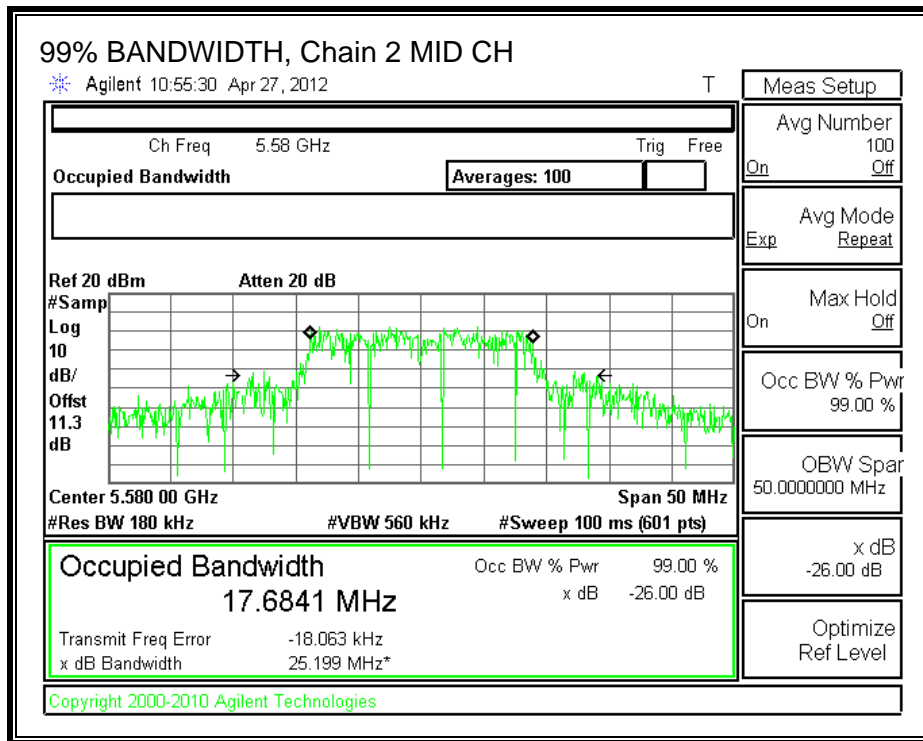 99% BANDWIDTH, Chain 2 MID CH
Agilent 10:55:30 Apr 27, 2012 T
Ch Freq 5.58 GHz Trig Free
Occupied Bandwidth Averages: 100
Ref 20 dBm Atten 20 dB
#Samp
Log
10
dB/
Offst
11.3
dB
Center 5.580 00 GHz Span 50 MHz
#Res BW 180 kHz #VBW 560 kHz #Sweep 100 ms (601 pts)
Occupied Bandwidth Occ BW % Pwr 99.00 %
17.6841 MHz x dB -26.00 dB
Transmit Freq Error -18.063 kHz
x dB Bandwidth 25.199 MHz*
Copyright 2000-2010 Agilent Technologies
Meas Setup
Avg Number
100
On Off
Avg Mode
Exp Repeat
Max Hold
On Off
Occ BW % Pwr
99.00 %
OBW Span
50.0000000 MHz
x dB
-26.00 dB
Optimize
Ref Level